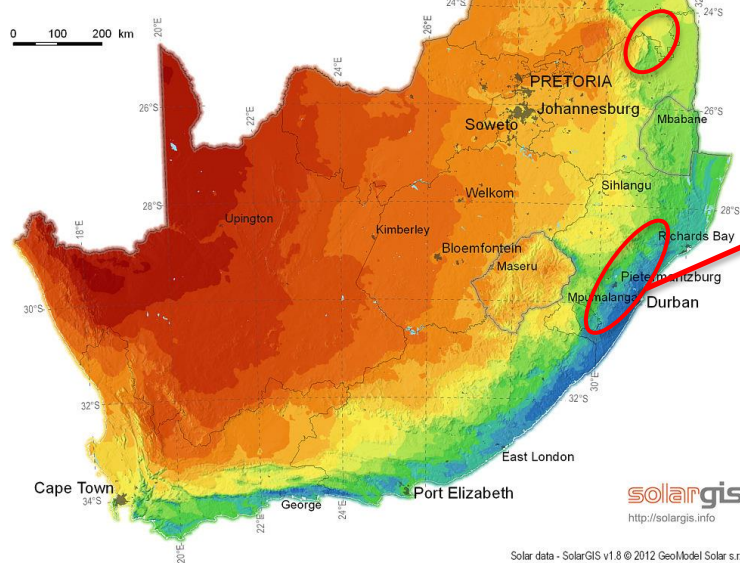 0 100 200 km
20°E
24°S
26°E
32°E
24°S
24°E
PRETORIA
Johannesburg
26°S
22°E
26°S
Soweto
Mbabane
Sihlangu
Welkom
28°S
28°S
18°E
Upington
Kimberley
Richards Bay
Bloemfontein
Maseru
Pietermaritzburg
Mpumalanga
Durban
30°S
30°E
32°S
32°S
East London
Cape Town
34°S
Port Elizabeth
George
22°E
24°E
20°E
solargis
http://solargis.info
Solar data - SolarGIS v1.8 © 2012 GeoModel Solar s.r.